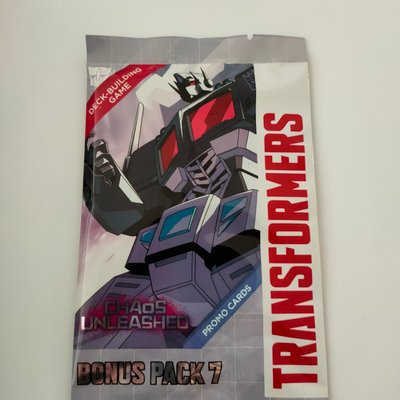 DECK-BUILDING
GAME
TRANSFORMERS
CHAOS
UNLEASHED
PROMO CARDS
BONUS PACK 7